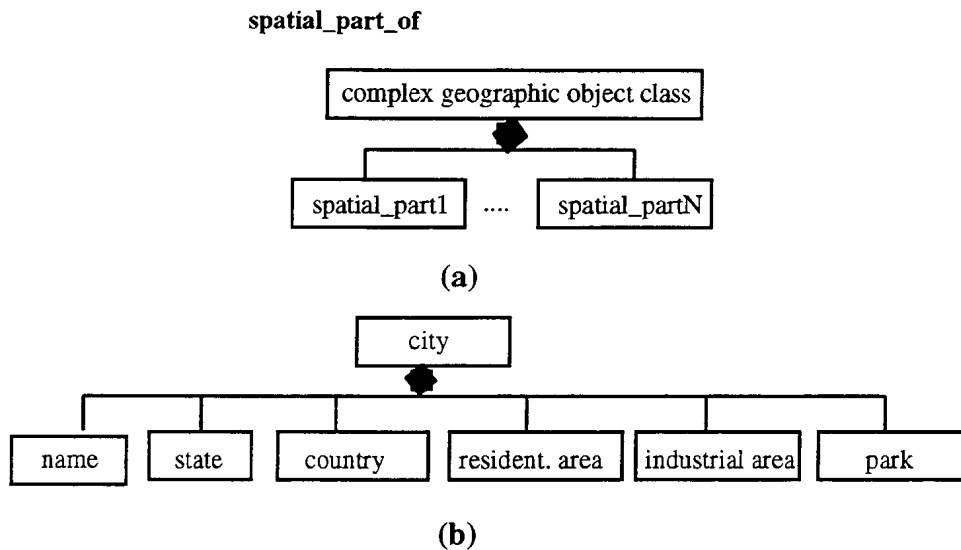 spatial_part_of
complex geographic object class
spatial_part1 .... spatial_partN
(a)
city
name state country resident. area industrial area park
(b)